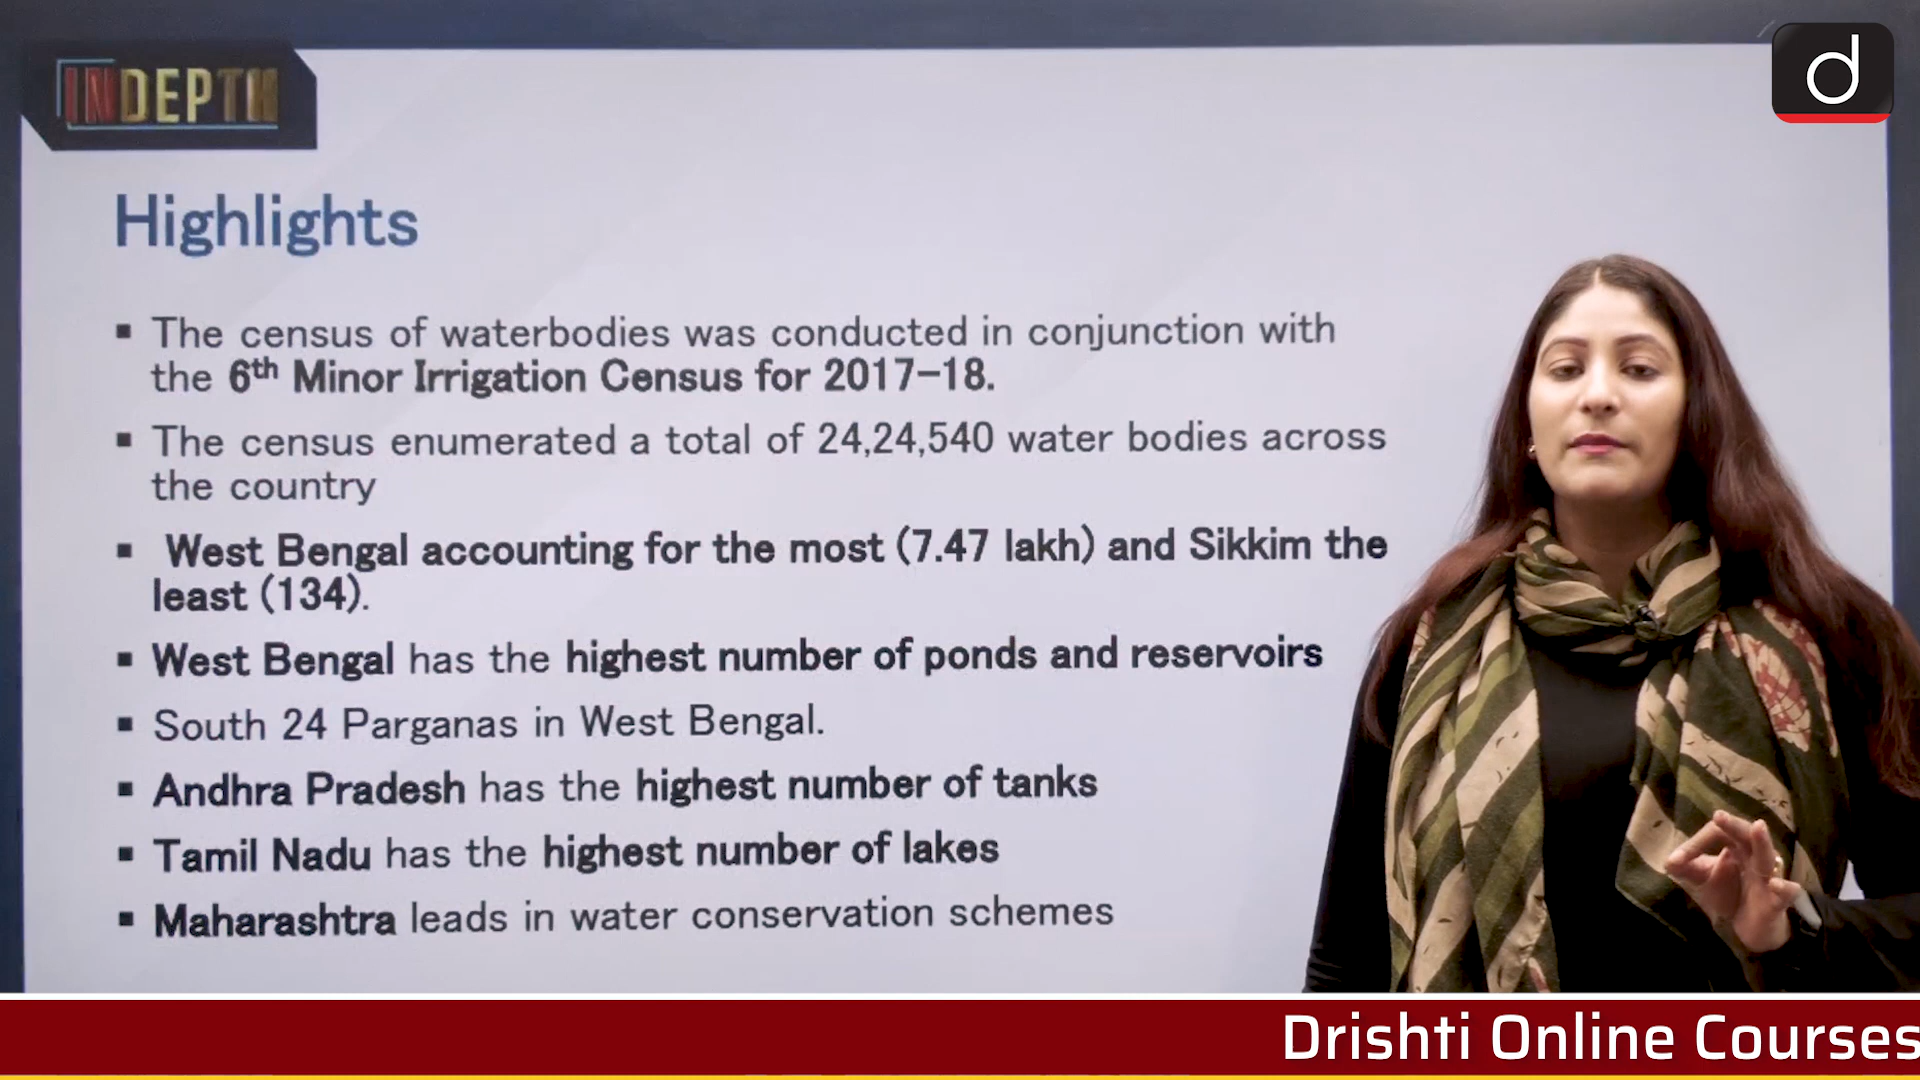 INDEPTH
d
Highlights
▪ The census of waterbodies was conducted in conjunction with
the 6th Minor Irrigation Census for 2017-18.
▪ The census enumerated a total of 24,24,540 water bodies across
the country
▪ West Bengal accounting for the most (7.47 lakh) and Sikkim the
least (134).
▪ West Bengal has the highest number of ponds and reservoirs
▪ South 24 Parganas in West Bengal.
▪ Andhra Pradesh has the highest number of tanks
▪ Tamil Nadu has the highest number of lakes
▪ Maharashtra leads in water conservation schemes
Drishti Online Courses